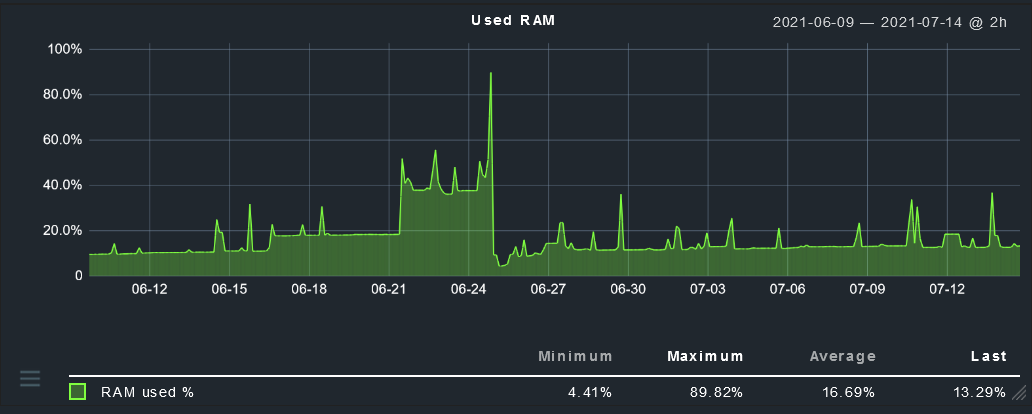 Used RAM
2021-06-09 — 2021-07-14 @ 2h
100%
80.0%
60.0%
40.0%
20.0%
0
06-12 06-15 06-18 06-21 06-24 06-27 06-30 07-03 07-06 07-09 07-12
Minimum Maximum Average Last
RAM used % 4.41% 89.82% 16.69% 13.29%